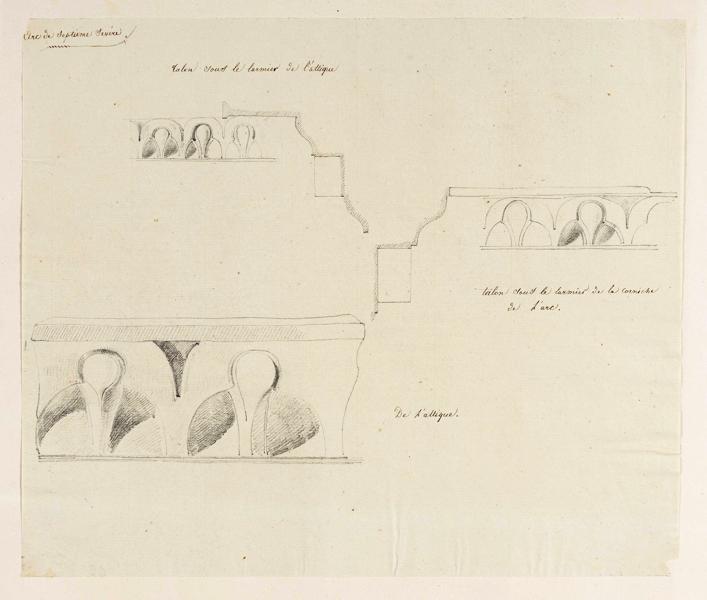 Arc de Septime Sévère
talon sous le larmier de l'attique
talon sous le larmier de la corniche
de l'arc.
De l'attique.